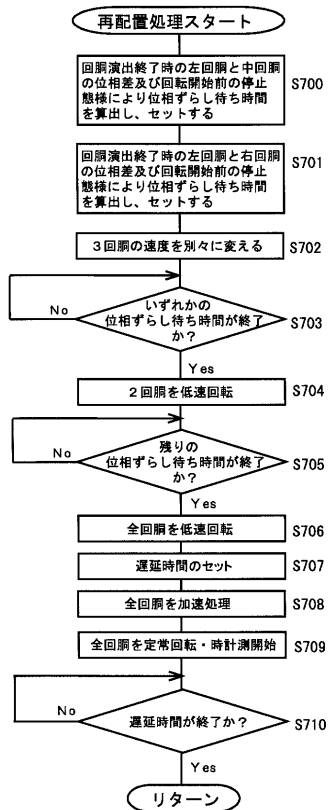 再配置処理スタート
回胴演出終了時の左回胴と中回胴
の位相差及び回転開始前の停止
態様により位相ずらし待ち時間
を算出し、セットする
S700
回胴演出終了時の左回胴と右回胴
の位相差及び回転開始前の停止
態様により位相ずらし待ち時間
を算出し、セットする
S701
3回胴の速度を別々に変える
S702
いずれかの
位相ずらし待ち時間が終了
か?
No
S703
Yes
2回胴を低速回転
S704
残りの
位相ずらし待ち時間が終了
か?
No
S705
Yes
全回胴を低速回転
S706
遅延時間のセット
S707
全回胴を加速処理
S708
全回胴を定常回転・時計測開始
S709
遅延時間が終了か?
No
S710
Yes
リターン